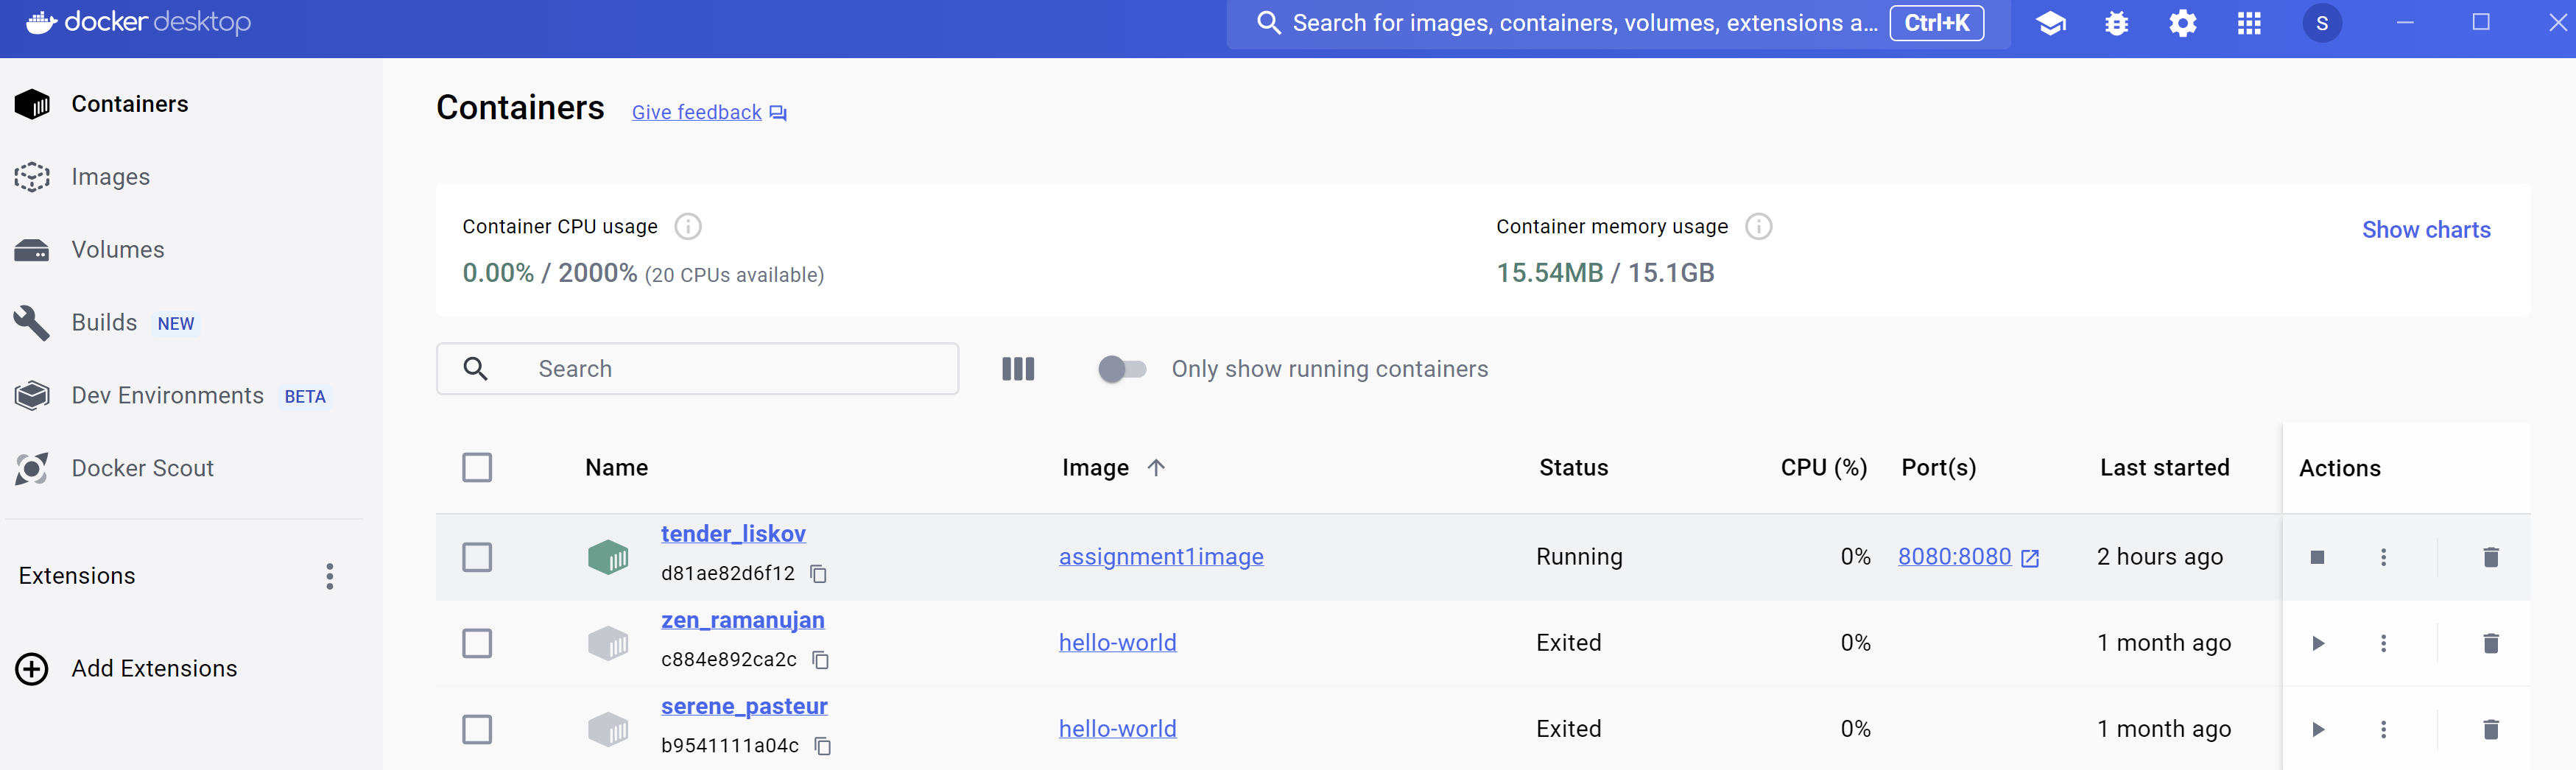 docker desktop
Search for images, containers, volumes, extensions a... Ctrl+K
S
Containers
Images
Volumes
Builds NEW
Dev Environments BETA
Docker Scout
Extensions
Add Extensions
Containers Give feedback
Container CPU usage
0.00% / 2000% (20 CPUs available)
Container memory usage
15.54MB / 15.1GB
Show charts
Search
Only show running containers
Name Image Status CPU (%) Port(s) Last started Actions
tender_liskov
d81ae82d6f12
assignment1image Running 0% 8080:8080 2 hours ago
zen_ramanujan
c884e892ca2c
hello-world Exited 0% 1 month ago
serene_pasteur
b9541111a04c
hello-world Exited 0% 1 month ago